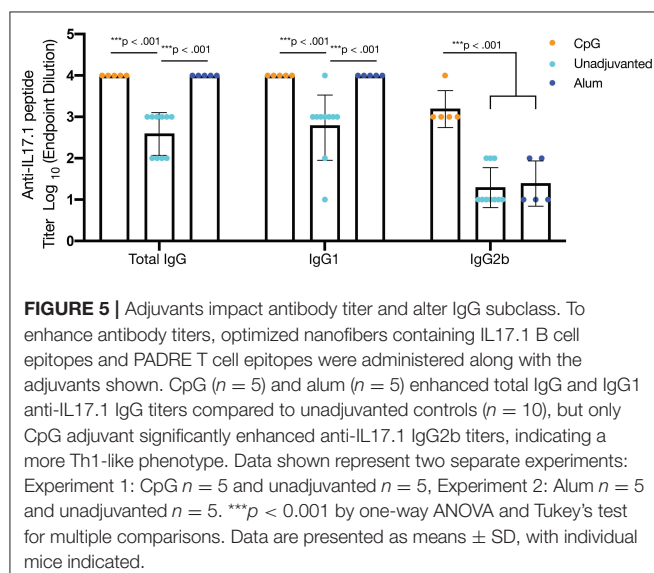 ***p < .001
***p < .001
***p < .001
***p < .001
***p < .001
CpG
Unadjuvanted
Alum
Anti-IL17.1 peptide
Titer Log 10 (Endpoint Dilution)
5
4
3
2
1
0
Total IgG
IgG1
IgG2b
FIGURE 5 | Adjuvants impact antibody titer and alter IgG subclass. To
enhance antibody titers, optimized nanofibers containing IL17.1 B cell
epitopes and PADRE T cell epitopes were administered along with the
adjuvants shown. CpG (n = 5) and alum (n = 5) enhanced total IgG and IgG1
anti-IL17.1 IgG titers compared to unadjuvanted controls (n = 10), but only
CpG adjuvant significantly enhanced anti-IL17.1 IgG2b titers, indicating a
more Th1-like phenotype. Data shown represent two separate experiments:
Experiment 1: CpG n = 5 and unadjuvanted n = 5, Experiment 2: Alum n = 5
and unadjuvanted n = 5. ***p < 0.001 by one-way ANOVA and Tukey's test
for multiple comparisons. Data are presented as means ± SD, with individual
mice indicated.